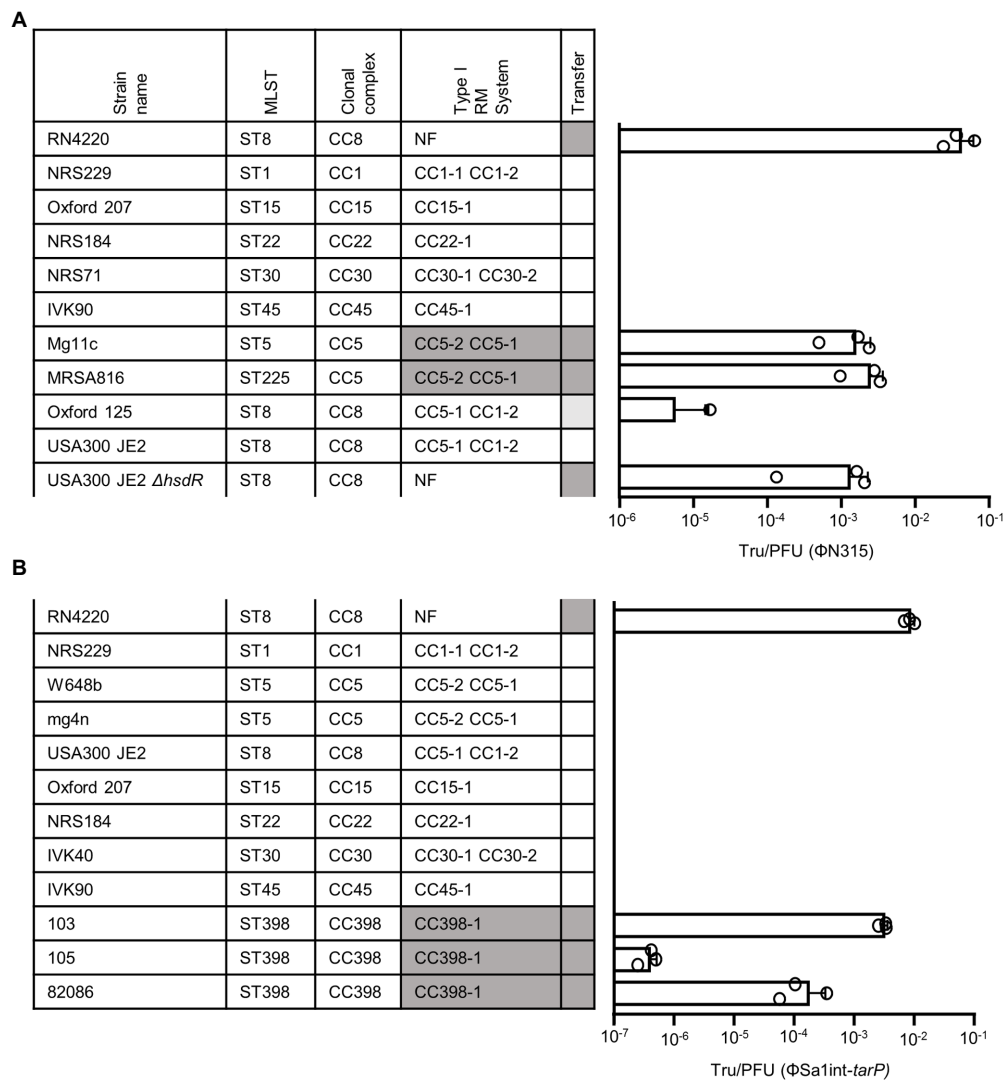 A
Strain name MLST Clonal complex Type I RM System Transfer
RN4220 ST8 CC8 NF
NRS229 ST1 CC1 CC1-1 CC1-2
Oxford 207 ST15 CC15 CC15-1
NRS184 ST22 CC22 CC22-1
NRS71 ST30 CC30 CC30-1 CC30-2
IVK90 ST45 CC45 CC45-1
Mg11c ST5 CC5 CC5-2 CC5-1
MRSA816 ST225 CC5 CC5-2 CC5-1
Oxford 125 ST8 CC8 CC5-1 CC1-2
USA300 JE2 ST8 CC8 CC5-1 CC1-2
USA300 JE2 ΔhsdR ST8 CC8 NF
10⁻⁶ 10⁻⁵ 10⁻⁴ 10⁻³ 10⁻² 10⁻¹
Tru/PFU (ΦN315)
B
RN4220 ST8 CC8 NF
NRS229 ST1 CC1 CC1-1 CC1-2
W648b ST5 CC5 CC5-2 CC5-1
mg4n ST5 CC5 CC5-2 CC5-1
USA300 JE2 ST8 CC8 CC5-1 CC1-2
Oxford 207 ST15 CC15 CC15-1
NRS184 ST22 CC22 CC22-1
IVK40 ST30 CC30 CC30-1 CC30-2
IVK90 ST45 CC45 CC45-1
103 ST398 CC398 CC398-1
105 ST398 CC398 CC398-1
82086 ST398 CC398 CC398-1
10⁻⁷ 10⁻⁶ 10⁻⁵ 10⁻⁴ 10⁻³ 10⁻² 10⁻¹
Tru/PFU (ΦSa1int-tarP)